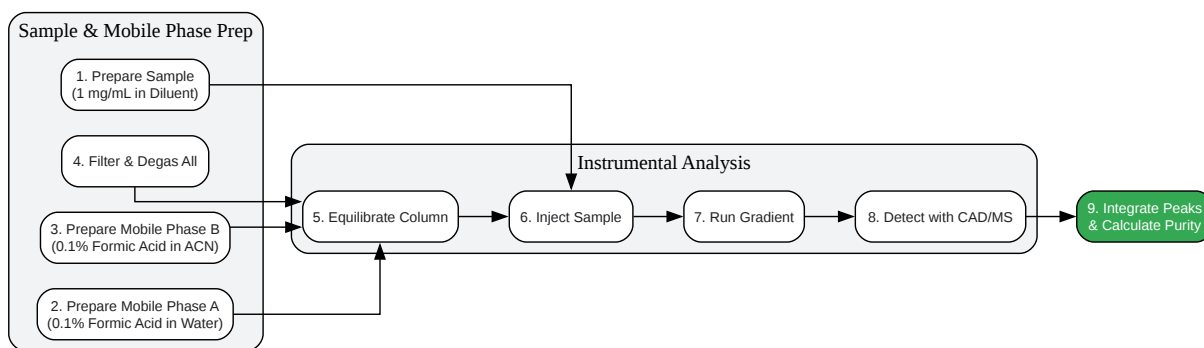 Sample & Mobile Phase Prep
1. Prepare Sample
(1 mg/mL in Diluent)
4. Filter & Degas All
3. Prepare Mobile Phase B
(0.1% Formic Acid in ACN)
2. Prepare Mobile Phase A
(0.1% Formic Acid in Water)
Instrumental Analysis
5. Equilibrate Column
6. Inject Sample
7. Run Gradient
8. Detect with CAD/MS
9. Integrate Peaks
& Calculate Purity